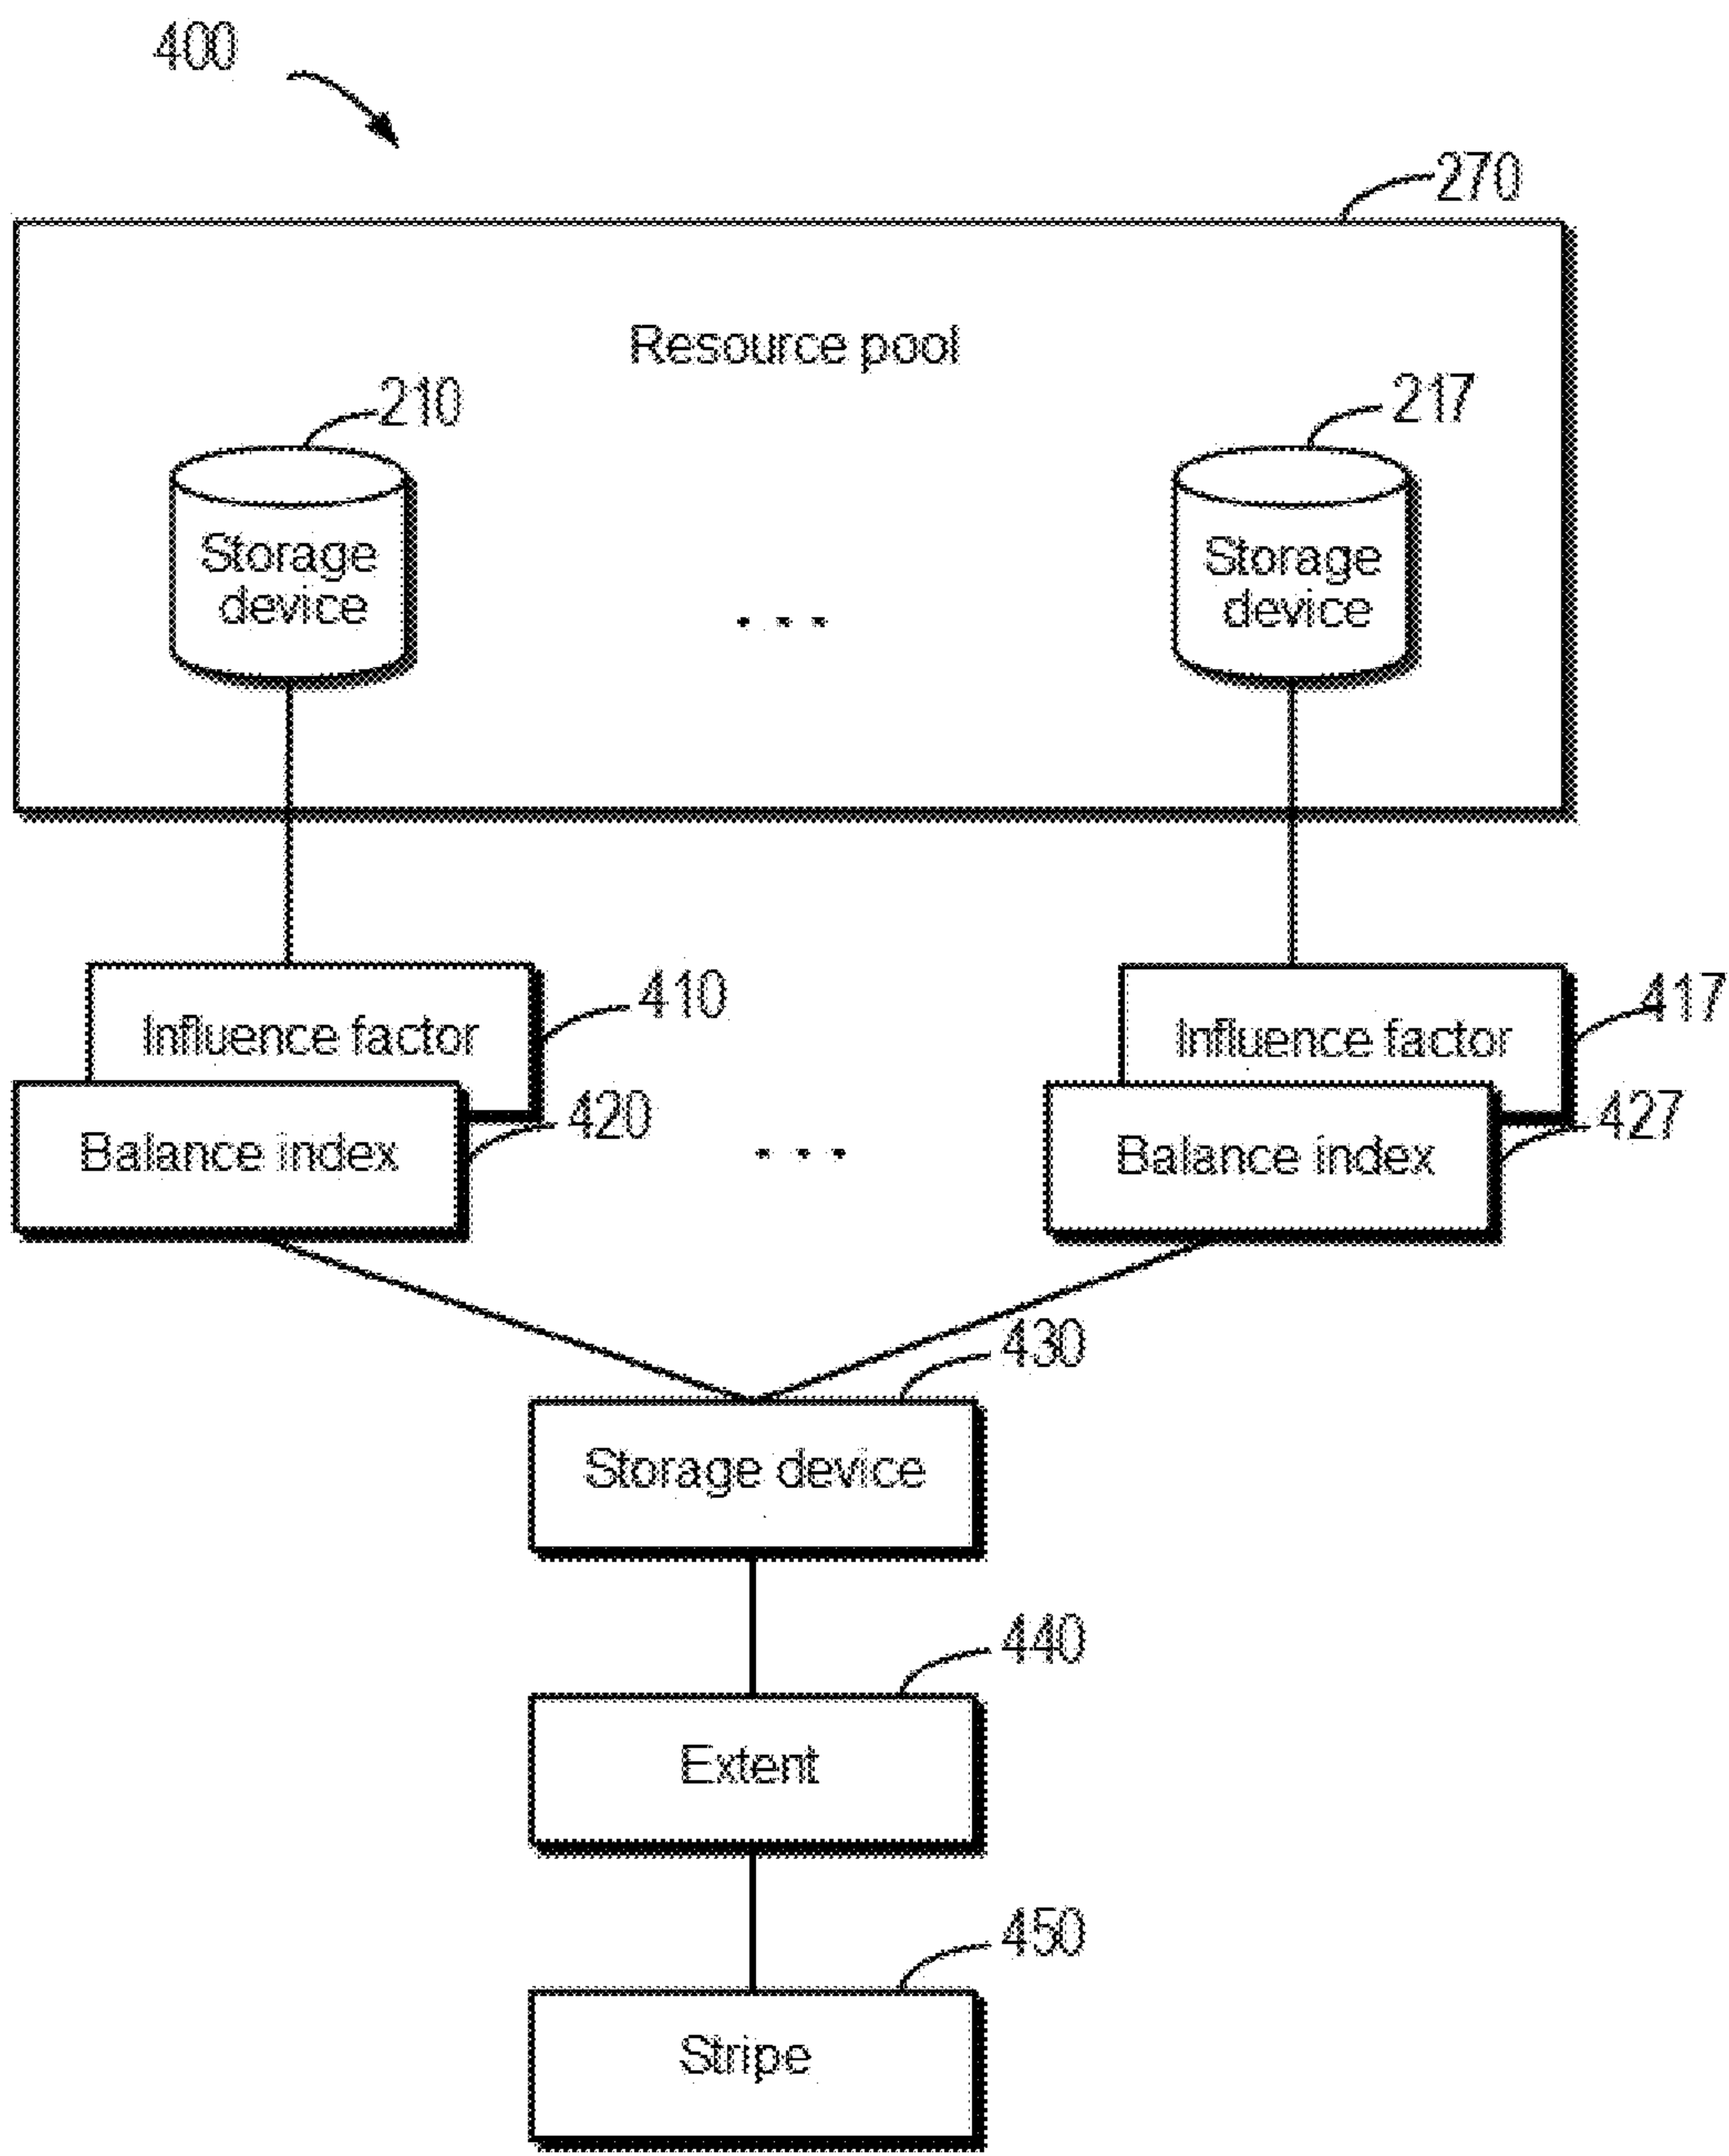 400
270
Resource pool
210
217
Storage
device
Storage
device
. . .
Influence factor
410
Influence factor
417
Balance index
420
. . .
Balance index
427
430
Storage device
440
Extent
450
Stripe